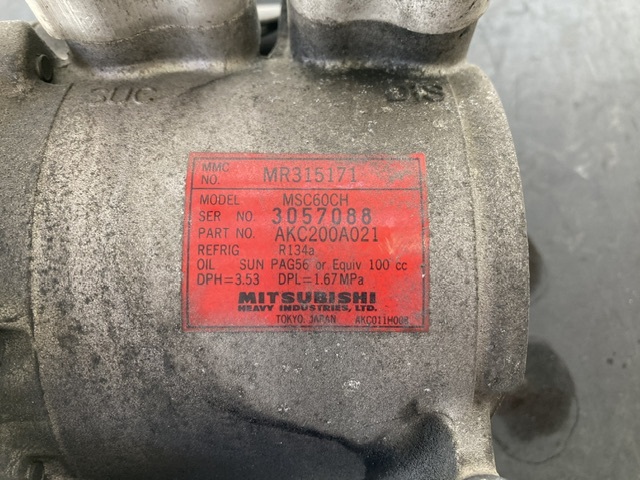 SUC DIS
MMC NO. MR315171
MODEL MSC60CH
SER NO. 3057088
PART NO. AKC200A021
REFRIG R134a
OIL SUN PAG56 or Equiv 100 cc
DPH=3.53 DPL=1.67MPa
MITSUBISHI
HEAVY INDUSTRIES, LTD.
TOKYO, JAPAN AKC011H008